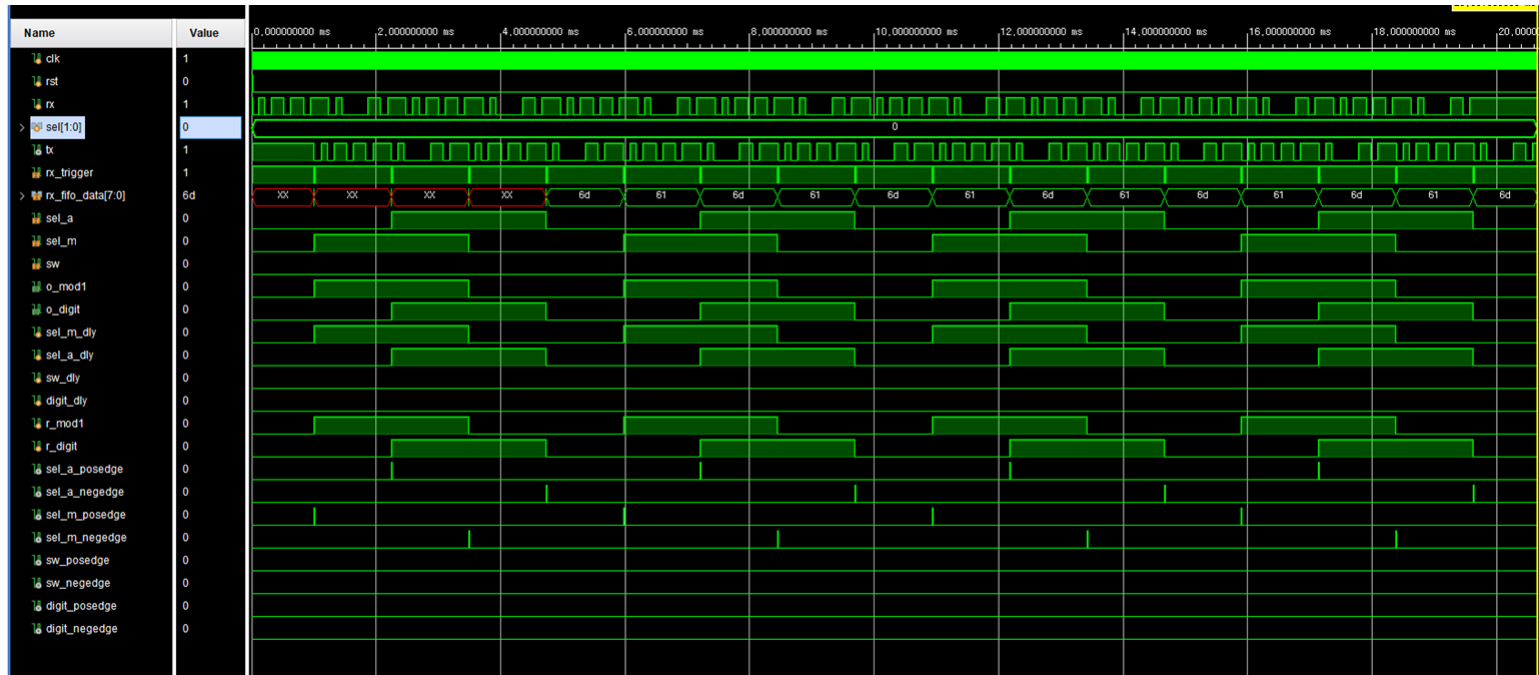 Name Value 0.000000000 ms 2.000000000 ms 4.000000000 ms 6.000000000 ms 8.000000000 ms 10.000000000 ms 12.000000000 ms 14.000000000 ms 16.000000000 ms 18.000000000 ms 20.0000
clk 1
rst 0
rx 1
sel[1:0] 0 0
tx 1
rx_trigger 1
rx_fifo_data[7:0] 6d XX XX XX XX 6d 61 6d 61 6d 61 6d 61 6d 61 6d 61 6d
sel_a 0
sel_m 0
sw 0
o_mod1 0
o_digit 0
sel_m_dly 0
sel_a_dly 0
sw_dly 0
digit_dly 0
r_mod1 0
r_digit 0
sel_a_posedge 0
sel_a_negedge 0
sel_m_posedge 0
sel_m_negedge 0
sw_posedge 0
sw_negedge 0
digit_posedge 0
digit_negedge 0